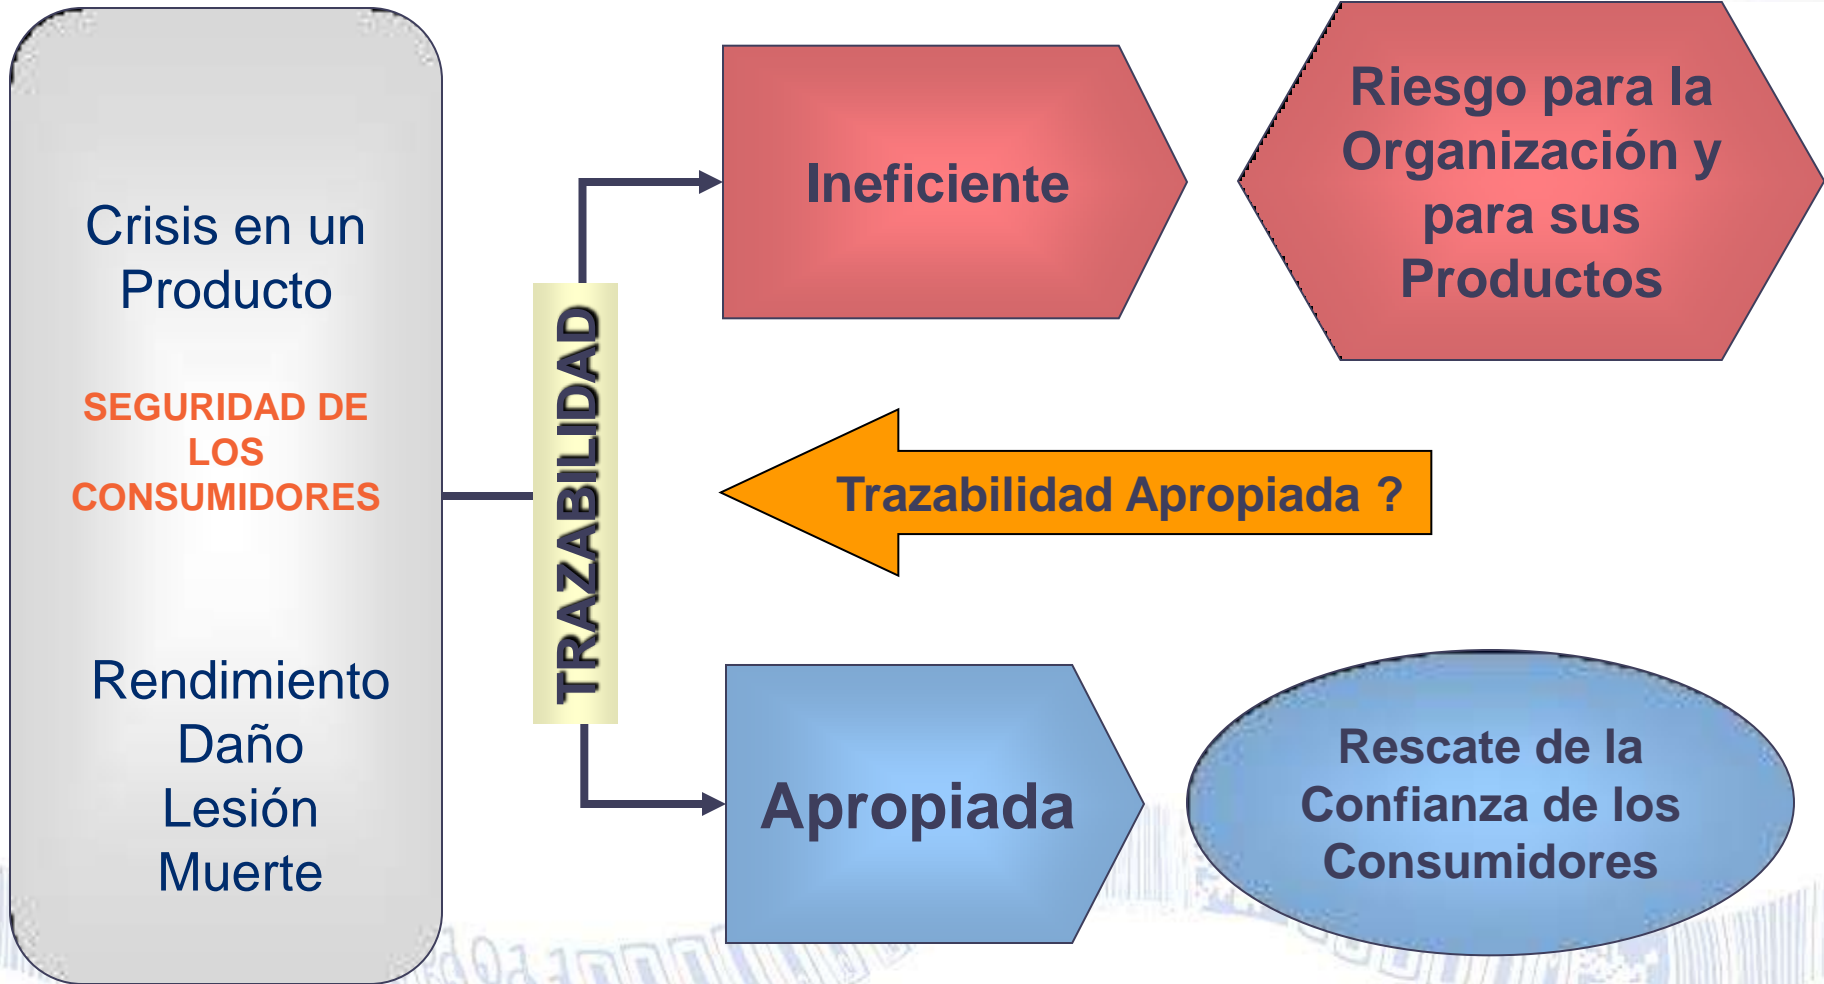 Crisis en un
Producto
SEGURIDAD DE
LOS
CONSUMIDORES
Rendimiento
Daño
Lesión
Muerte
TRAZABILIDAD
Ineficiente
Riesgo para la
Organización y
para sus
Productos
Trazabilidad Apropiada ?
Apropiada
Rescate de la
Confianza de los
Consumidores